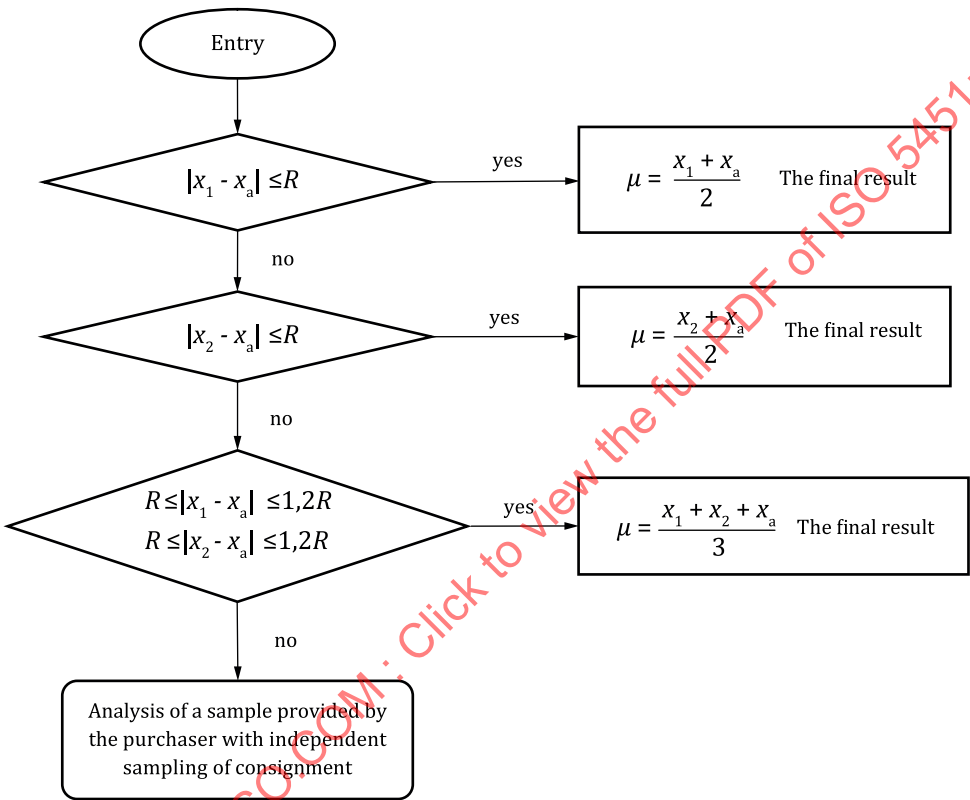 Entry
|x₁ - xₐ| ≤R
yes
μ = (x₁ + xₐ)/2 The final result
no
|x₂ - xₐ| ≤R
yes
μ = (x₂ + xₐ)/2 The final result
no
R ≤|x₁ - xₐ| ≤1,2R
R ≤|x₂ - xₐ| ≤1,2R
yes
μ = (x₁ + x₂ + xₐ)/3 The final result
no
Analysis of a sample provided by
the purchaser with independent
sampling of consignment
SO.COM : Click to view the full PDF of ISO 5451: